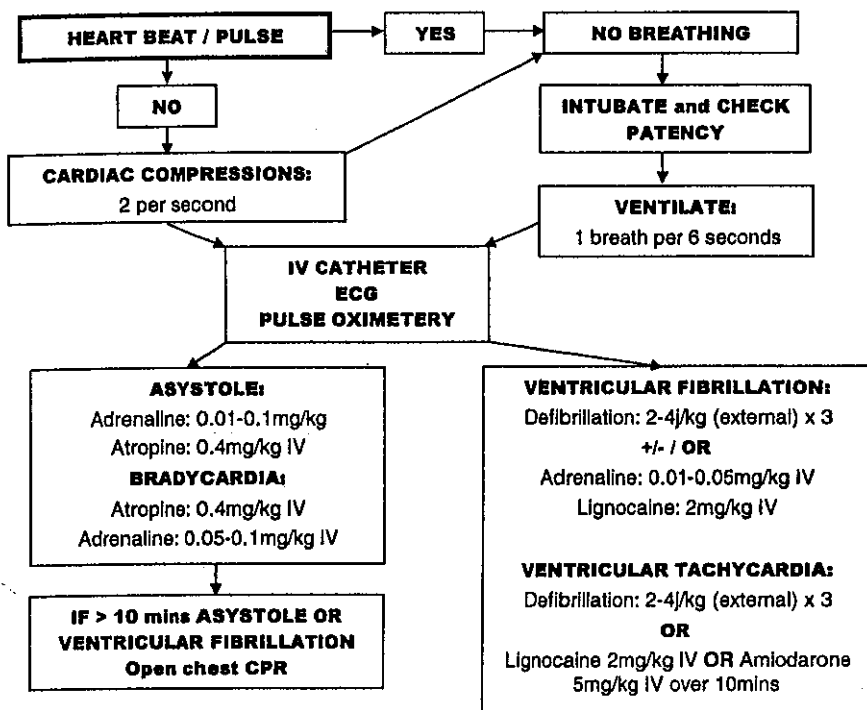 HEART BEAT / PULSE
YES
NO BREATHING
NO
INTUBATE and CHECK
PATENCY
CARDIAC COMPRESSIONS:
2 per second
VENTILATE:
1 breath per 6 seconds
IV CATHETER
ECG
PULSE OXIMETERY
ASYSTOLE:
Adrenaline: 0.01-0.1mg/kg
Atropine: 0.4mg/kg IV
BRADYCARDIA:
Atropine: 0.4mg/kg IV
Adrenaline: 0.05-0.1mg/kg IV
IF > 10 mins ASYSTOLE OR
VENTRICULAR FIBRILLATION
Open chest CPR
VENTRICULAR FIBRILLATION:
Defibrillation: 2-4j/kg (external) x 3
+/- / OR
Adrenaline: 0.01-0.05mg/kg IV
Lignocaine: 2mg/kg IV
VENTRICULAR TACHYCARDIA:
Defibrillation: 2-4j/kg (external) x 3
OR
Lignocaine 2mg/kg IV OR Amiodarone
5mg/kg IV over 10mins